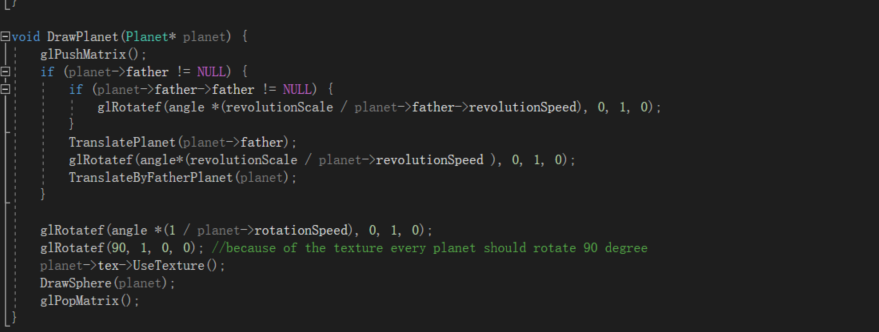 }
void DrawPlanet(Planet* planet) {
glPushMatrix();
if (planet->father != NULL) {
if (planet->father->father != NULL) {
glRotatef(angle *(revolutionScale / planet->father->revolutionSpeed), 0, 1, 0);
}
TranslatePlanet(planet->father);
glRotatef(angle*(revolutionScale / planet->revolutionSpeed ), 0, 1, 0);
TranslateByFatherPlanet(planet);
}
glRotatef(angle *(1 / planet->rotationSpeed), 0, 1, 0);
glRotatef(90, 1, 0, 0); //because of the texture every planet should rotate 90 degree
planet->tex->UseTexture();
DrawSphere(planet);
glPopMatrix();
}